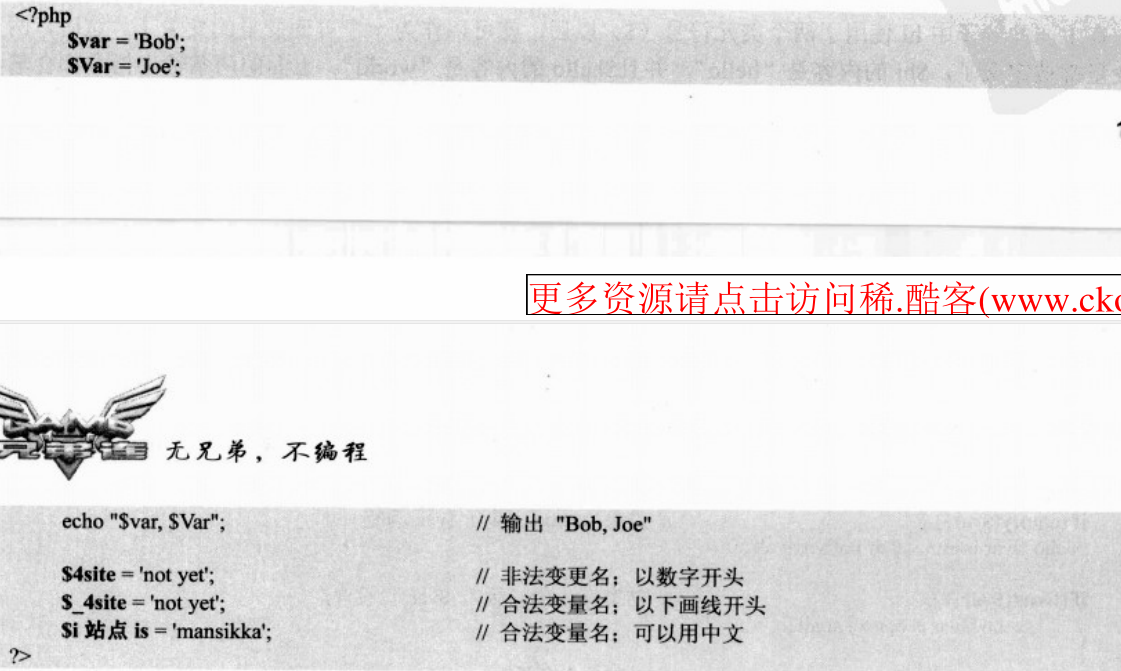 <?php
$var = 'Bob';
$Var = 'Joe';
更多资源请点击访问稀.酷客(www.ckc
无兄弟，不编程
echo "$var, $Var"; // 输出 "Bob, Joe"
$4site = 'not yet'; // 非法变更名；以数字开头
$_4site = 'not yet'; // 合法变量名；以下画线开头
$i 站点 is = 'mansikka'; // 合法变量名；可以用中文
?>